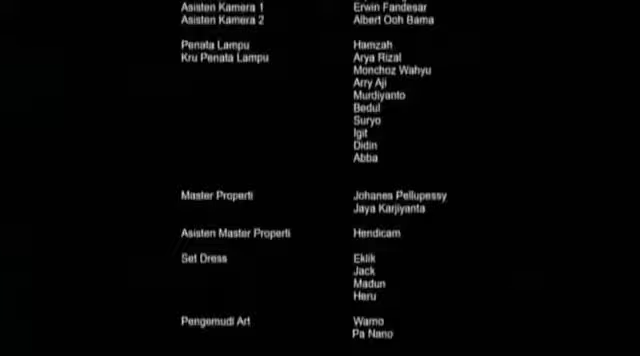 Asisten Kamera 1 Erwin Fandesar
Asisten Kamera 2 Albert Ooh Bama
Penata Lampu Hamzah
Kru Penata Lampu Arya Rizal
Monchoz Wahyu
Arry Aji
Murdiyanto
Bedul
Suryo
Igit
Didin
Abba
Master Properti Johanes Pellupessy
Jaya Karjiyanta
Asisten Master Properti Hendicam
Set Dress Eklik
Jack
Madun
Heru
Pengemudi Art Warno
Pa Nano